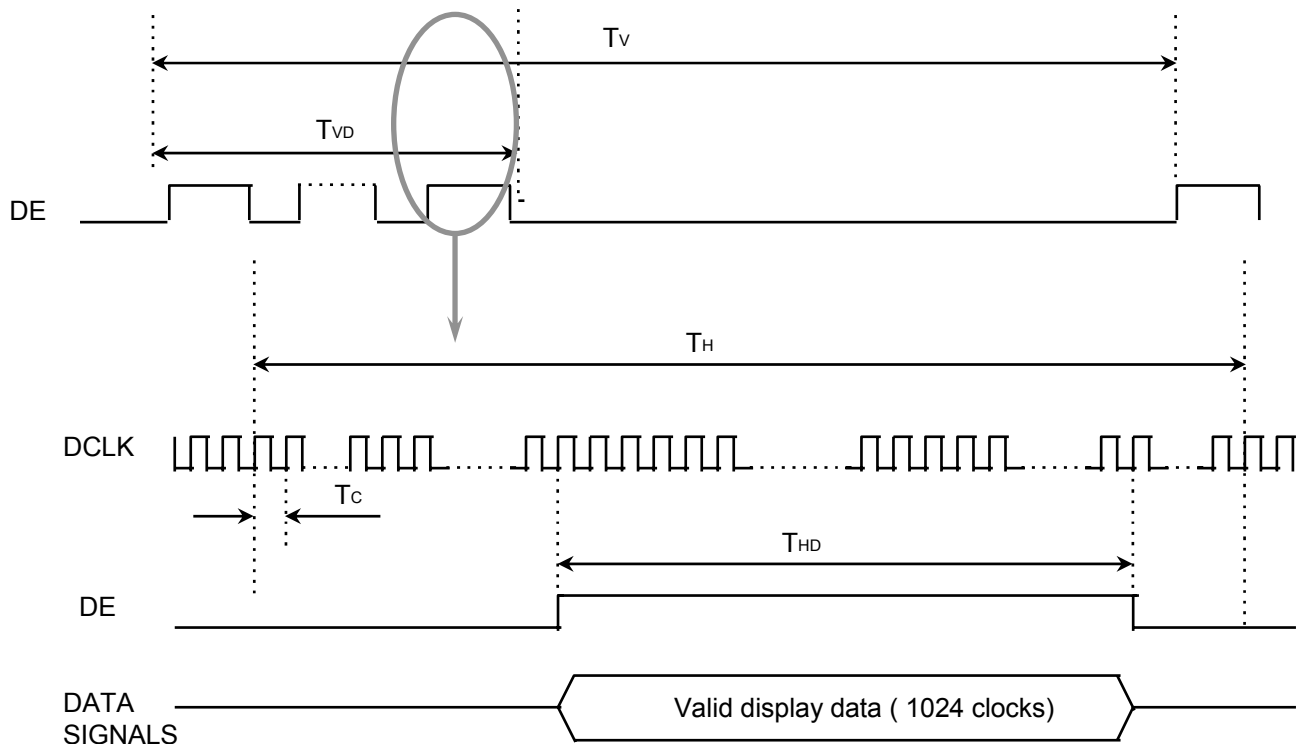 TV
TVD
DE
TH
DCLK
TC
THD
DE
DATA
SIGNALS
Valid display data ( 1024 clocks)